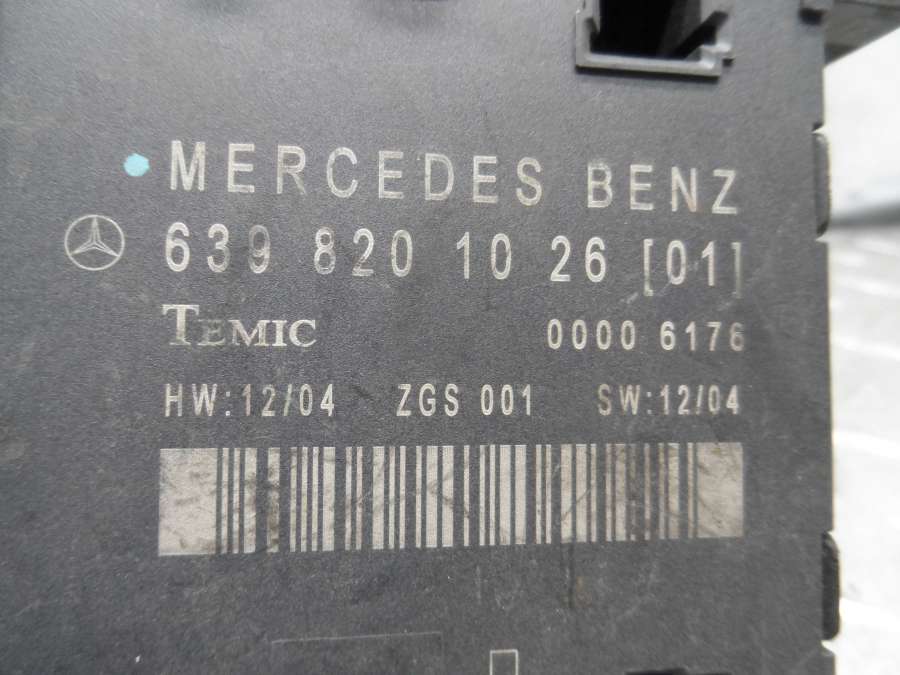 MERCEDES BENZ
639 820 10 26 [01]
TEMIC 0000 6176
HW:12/04 ZGS 001 SW:12/04